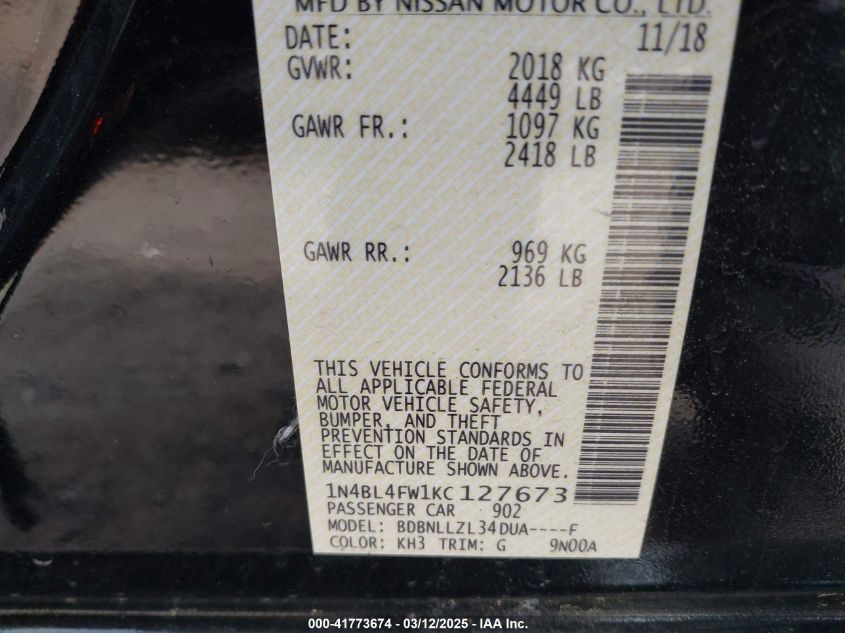 MFD BY NISSAN MOTOR CO., LTD.
DATE: 11/18
GVWR: 2018 KG
4449 LB
GAWR FR.: 1097 KG
2418 LB
GAWR RR.: 969 KG
2136 LB
THIS VEHICLE CONFORMS TO
ALL APPLICABLE FEDERAL
MOTOR VEHICLE SAFETY,
BUMPER, AND THEFT
PREVENTION STANDARDS IN
EFFECT ON THE DATE OF
MANUFACTURE SHOWN ABOVE.
1N4BL4FW1KC127673
PASSENGER CAR 902
MODEL: BDBNLLZL34DUA----F
COLOR: KH3 TRIM: G 9N00A
000-41773674 - 03/12/2025 - IAA Inc.